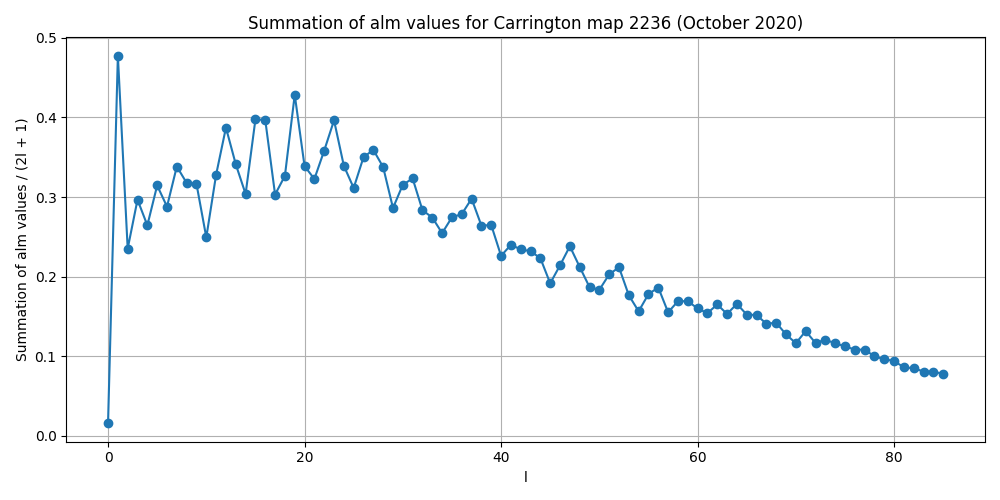 Summation of alm values for Carrington map 2236 (October 2020)
Summation of alm values / (2l + 1)
0.5
0.4
0.3
0.2
0.1
0.0
0 20 40 60 80
l